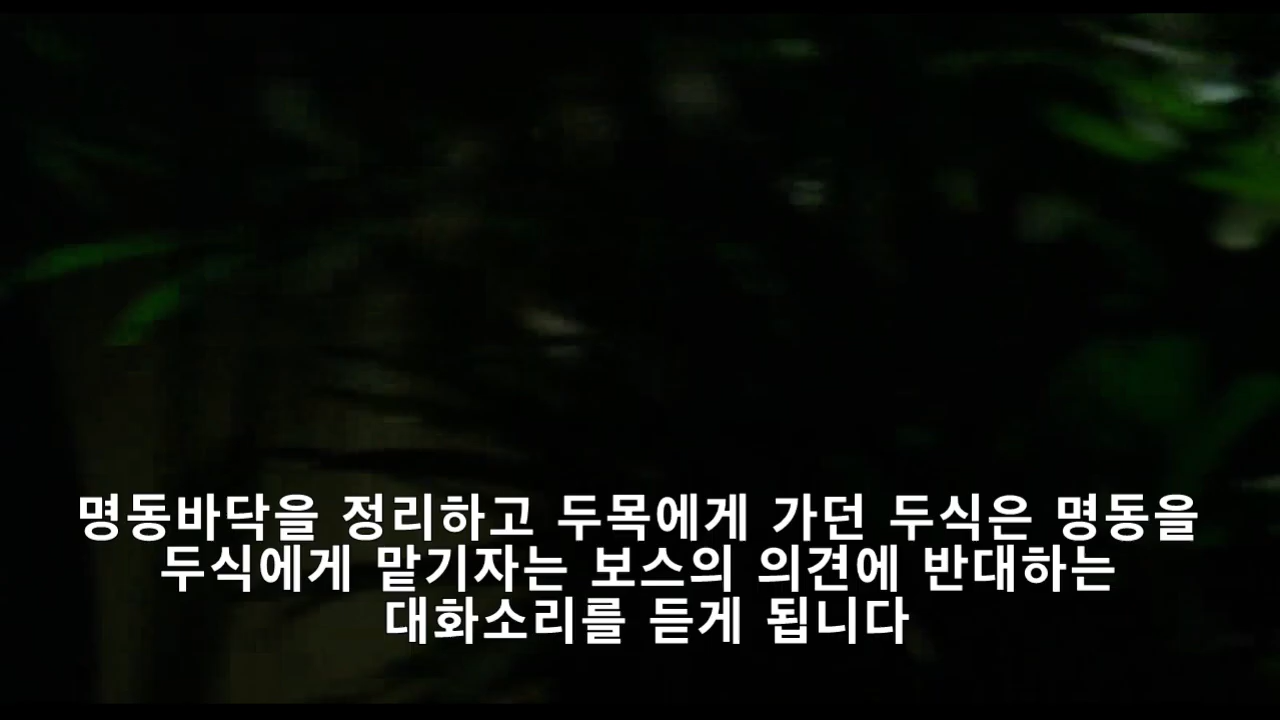 명동바닥을 정리하고 두목에게 가던 두식은 명동을
두식에게 맡기자는 보스의 의견에 반대하는
대화소리를 듣게 됩니다